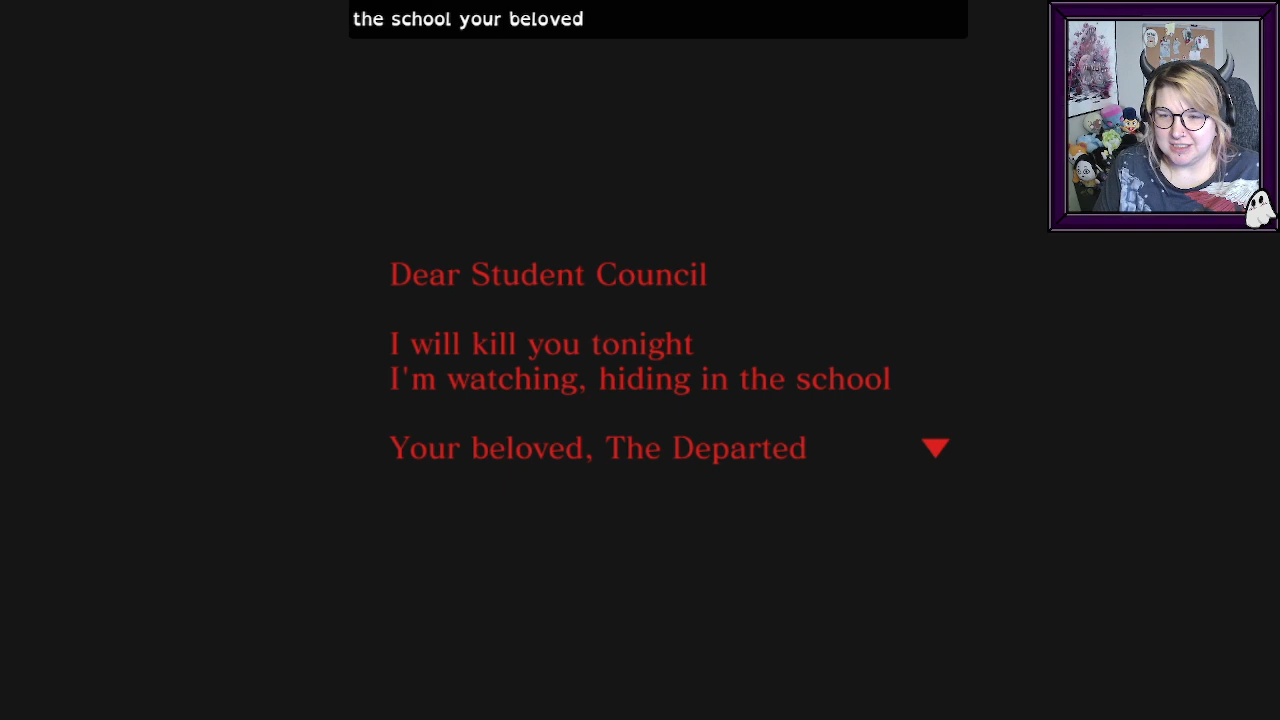 the school your beloved
Dear Student Council
I will kill you tonight
I'm watching, hiding in the school
Your beloved, The Departed